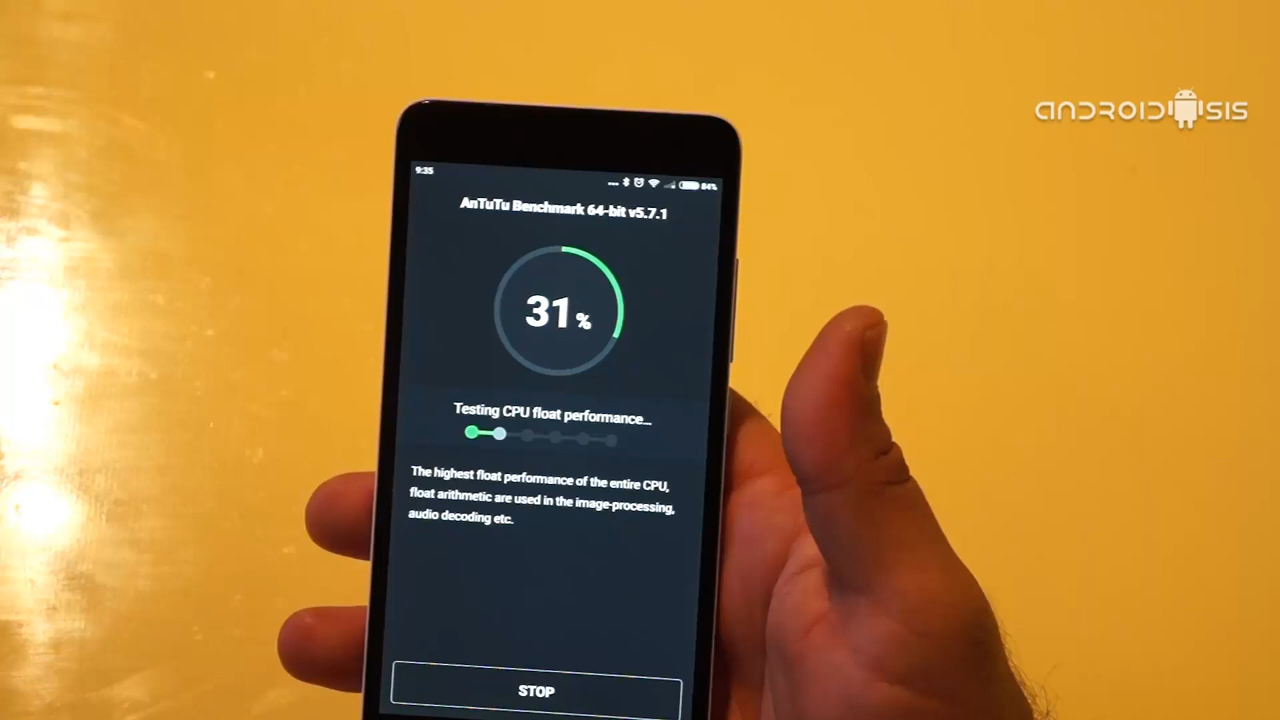 ANDROIDSIS
9:35
84%
AnTuTu Benchmark 64-bit v5.7.1
31%
Testing CPU float performance...
The highest float performance of the entire CPU,
float arithmetic are used in the image-processing,
audio decoding etc.
STOP